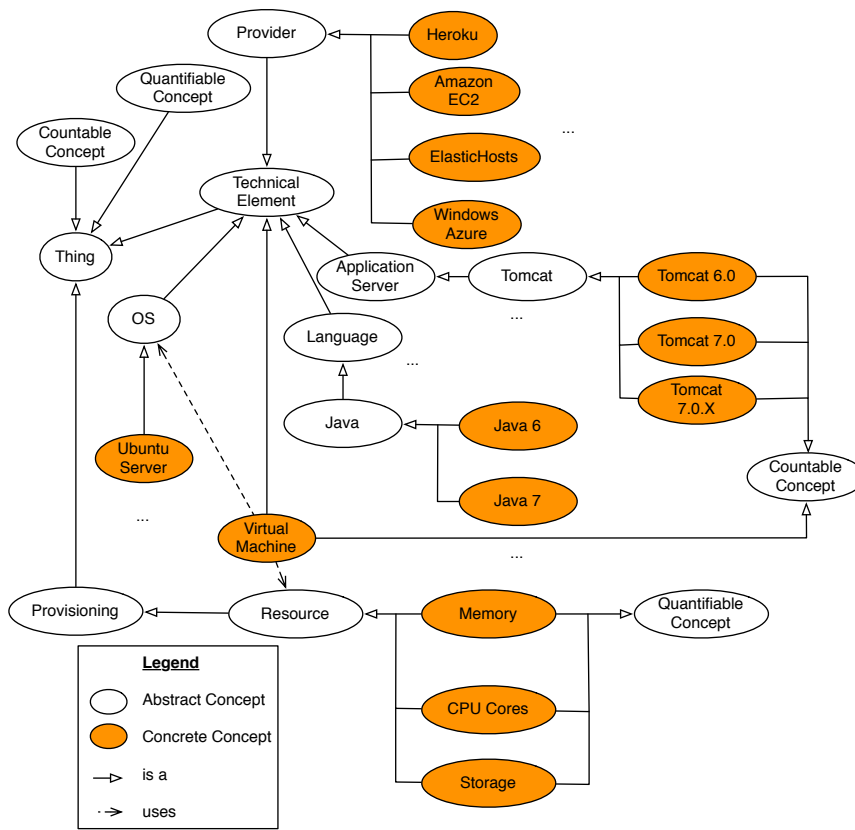 Provider
Heroku
Quantifiable
Concept
Amazon
EC2
...
Countable
Concept
ElasticHosts
Technical
Element
Windows
Azure
Thing
Application
Server
Tomcat
Tomcat 6.0
OS
...
Language
...
Tomcat 7.0
Tomcat
7.0.X
Java
Java 6
Ubuntu
Server
Countable
Concept
Java 7
...
Virtual
Machine
...
Provisioning
Resource
Memory
Quantifiable
Concept
CPU Cores
Storage
Legend
Abstract Concept
Concrete Concept
is a
uses